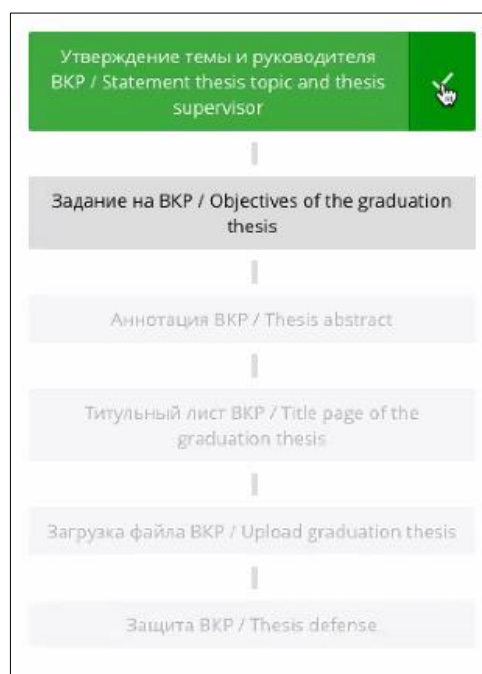 Утверждение темы и руководителя
ВКР / Statement thesis topic and thesis
supervisor
Задание на ВКР / Objectives of the graduation
thesis
Аннотация ВКР / Thesis abstract
Титульный лист ВКР / Title page of the
graduation thesis
Загрузка файла ВКР / Upload graduation thesis
Защита ВКР / Thesis defense